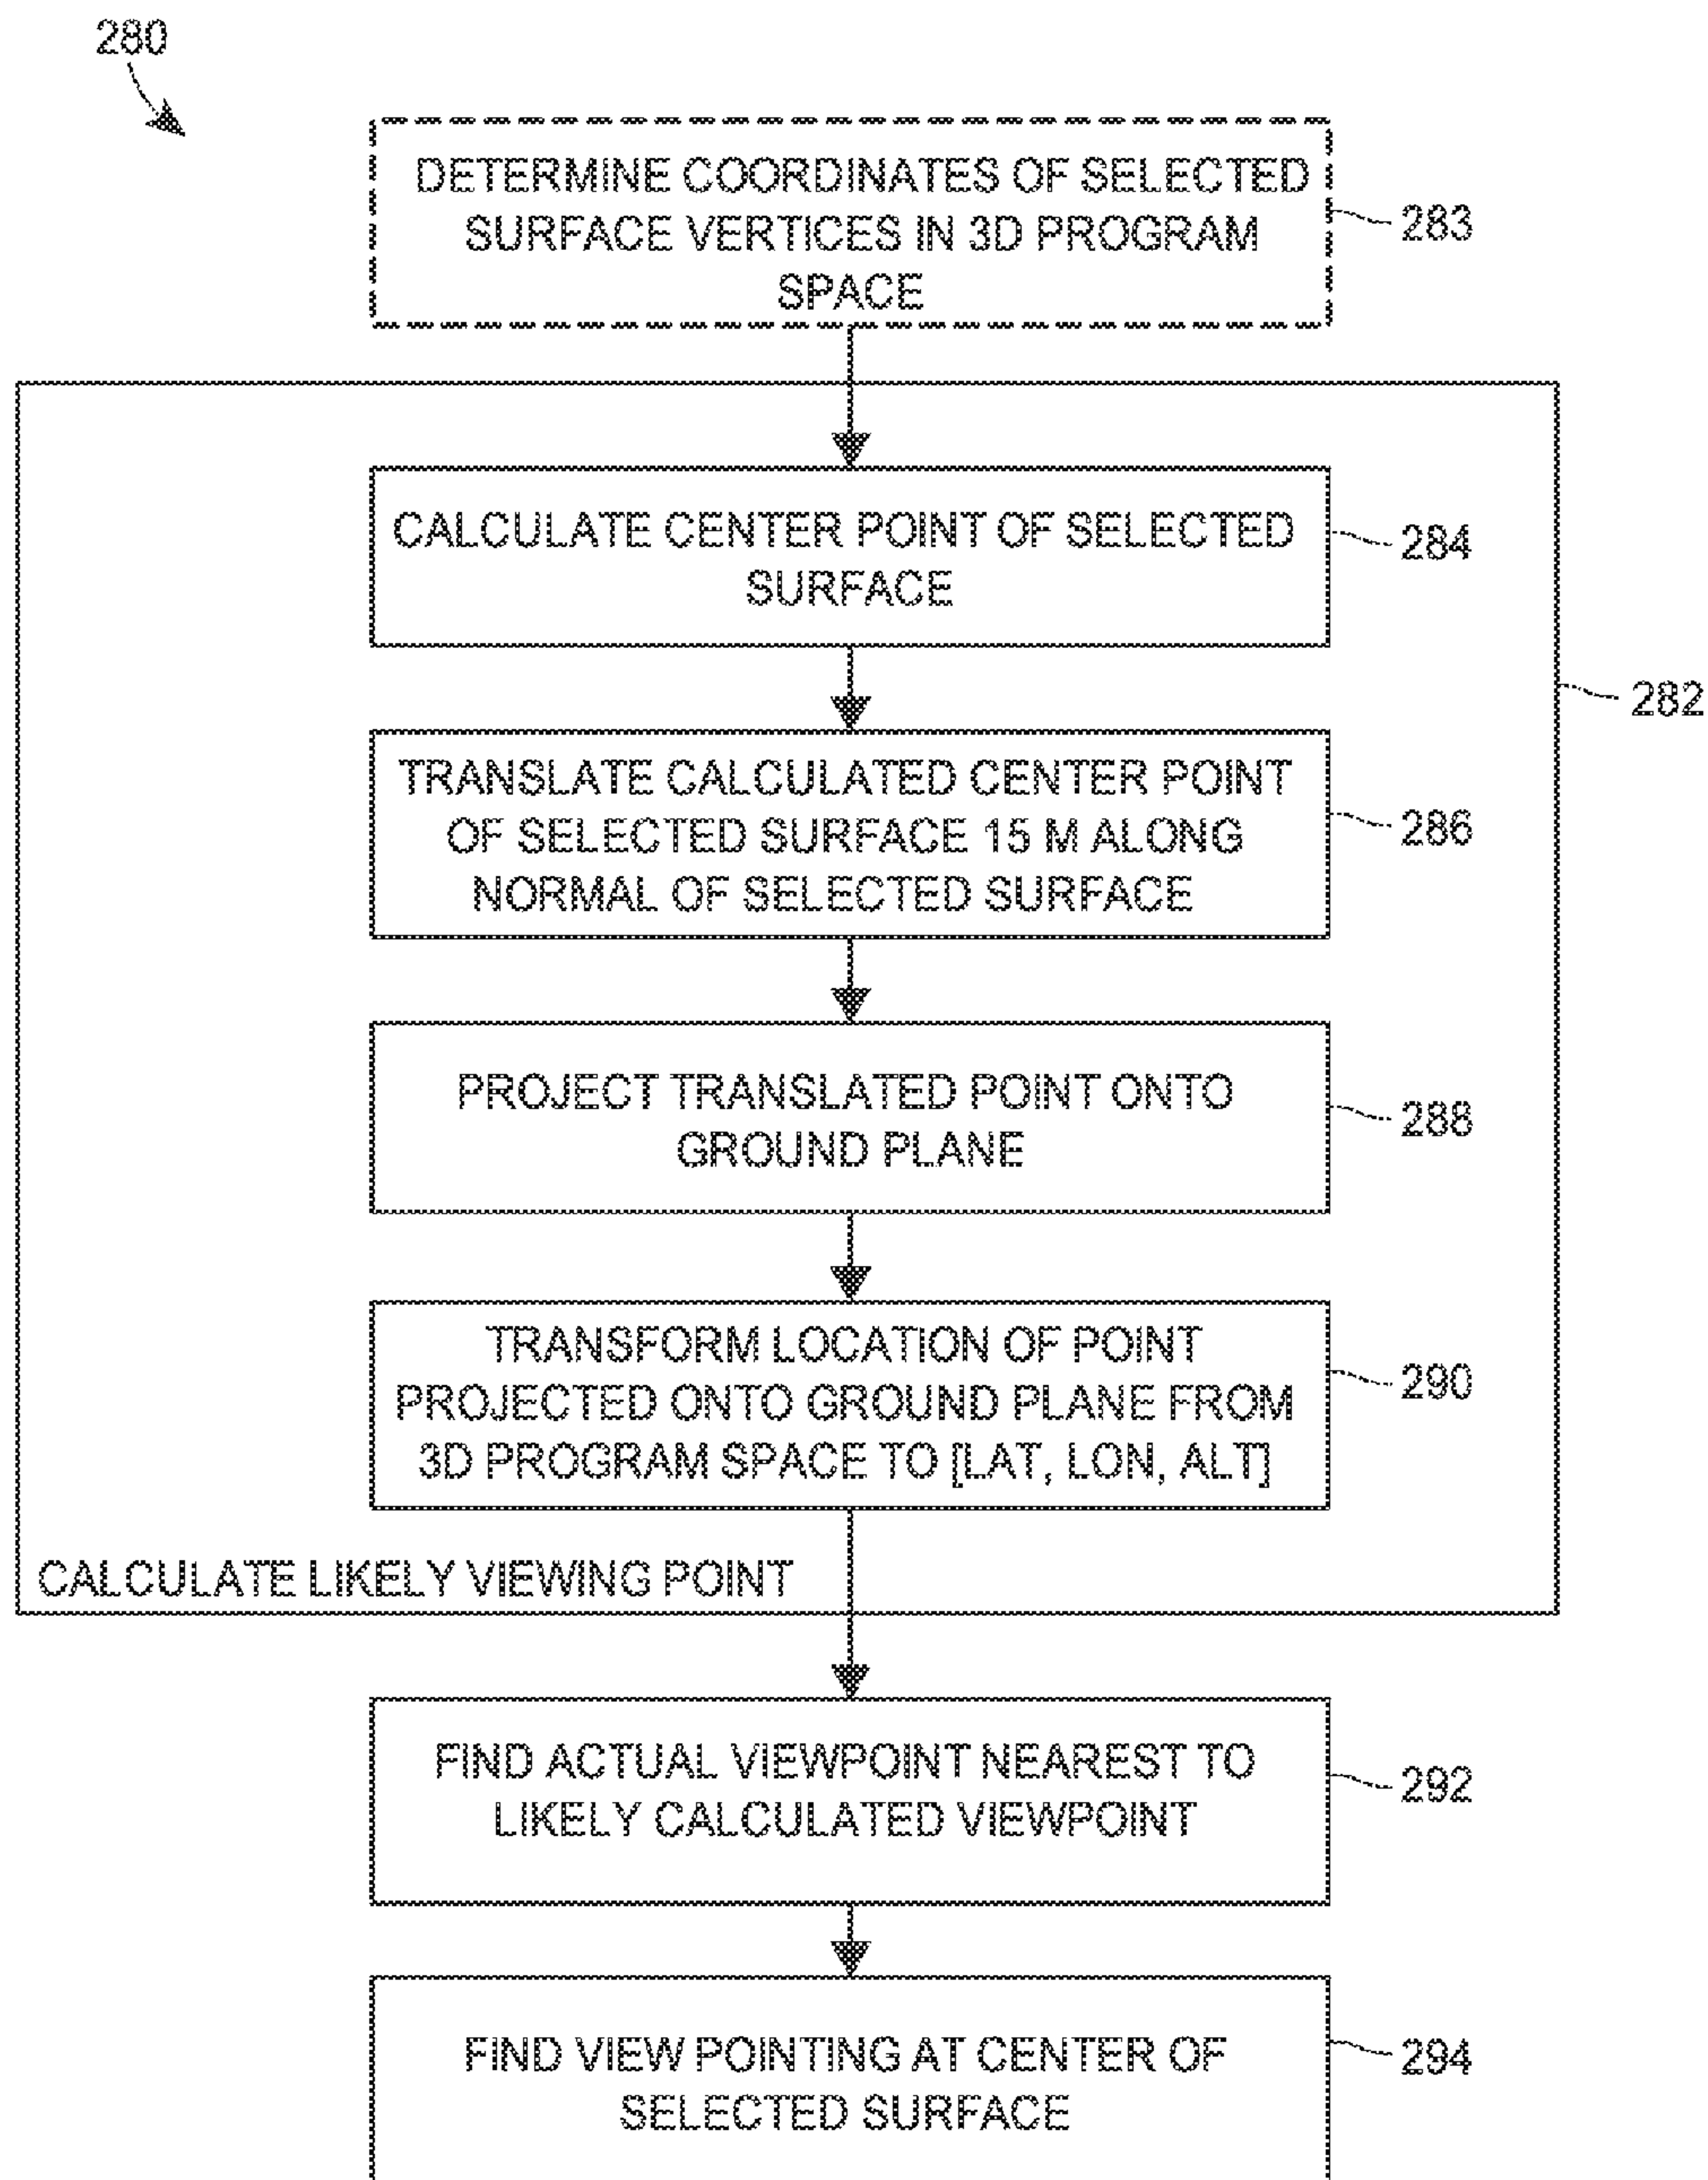 280
DETERMINE COORDINATES OF SELECTED
SURFACE VERTICES IN 3D PROGRAM
SPACE
283
CALCULATE CENTER POINT OF SELECTED
SURFACE
284
282
TRANSLATE CALCULATED CENTER POINT
OF SELECTED SURFACE 15 M ALONG
NORMAL OF SELECTED SURFACE
286
PROJECT TRANSLATED POINT ONTO
GROUND PLANE
288
TRANSFORM LOCATION OF POINT
PROJECTED ONTO GROUND PLANE FROM
3D PROGRAM SPACE TO [LAT, LON, ALT]
290
CALCULATE LIKELY VIEWING POINT
FIND ACTUAL VIEWPOINT NEAREST TO
LIKELY CALCULATED VIEWPOINT
292
FIND VIEW POINTING AT CENTER OF
SELECTED SURFACE
294